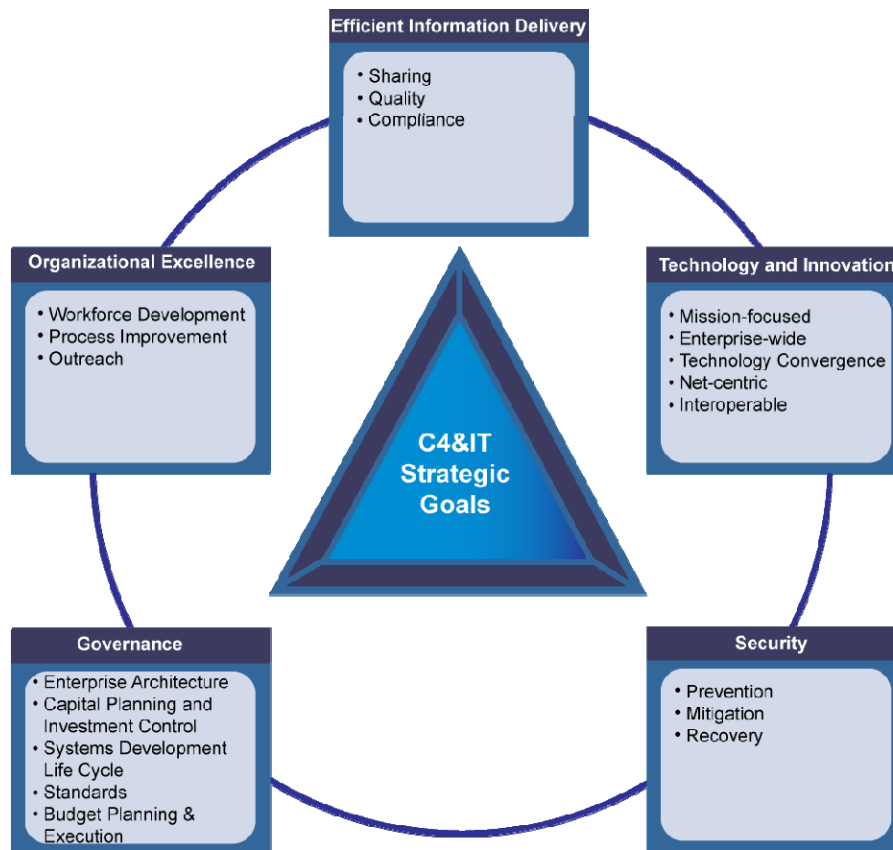 Efficient Information Delivery
• Sharing
• Quality
• Compliance
Organizational Excellence
• Workforce Development
• Process Improvement
• Outreach
Technology and Innovation
• Mission-focused
• Enterprise-wide
• Technology Convergence
• Net-centric
• Interoperable
C4&IT
Strategic
Goals
Governance
• Enterprise Architecture
• Capital Planning and
Investment Control
• Systems Development
Life Cycle
• Standards
• Budget Planning &
Execution
Security
• Prevention
• Mitigation
• Recovery